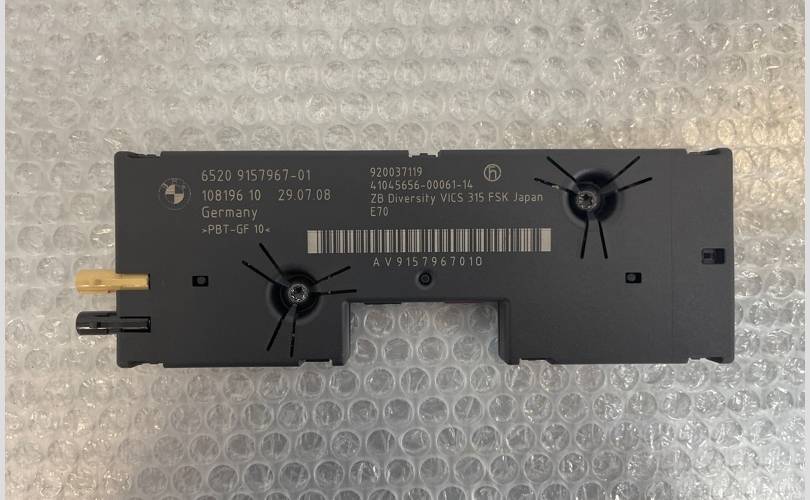 BMW
6520 9157967-01
108196 10 29.07.08
Germany
>PBT-GF 10<
920037119
41045656-00061-14
ZB Diversity VICS 315 FSK Japan
E70
AV9157967010